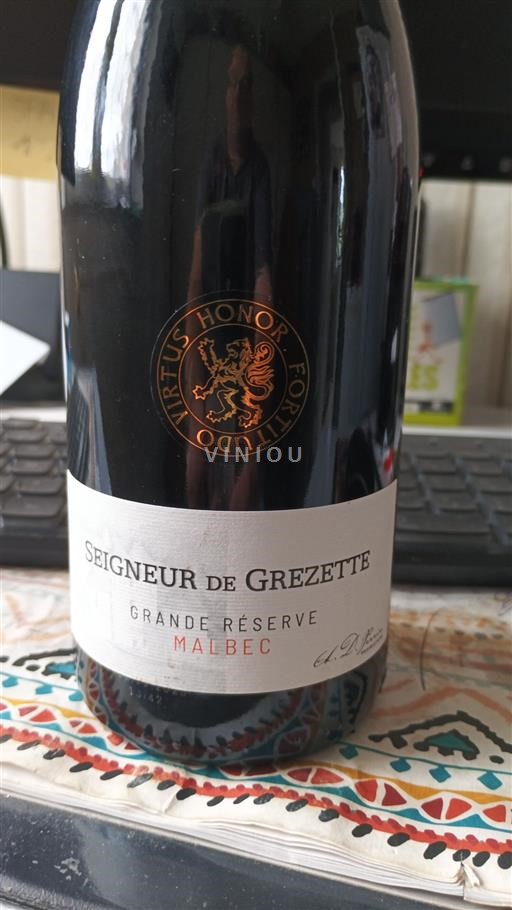 VIRTUS HONOR FORTITUDO
VINIOU
SEIGNEUR DE GREZETTE
GRANDE RÉSERVE
MALBEC